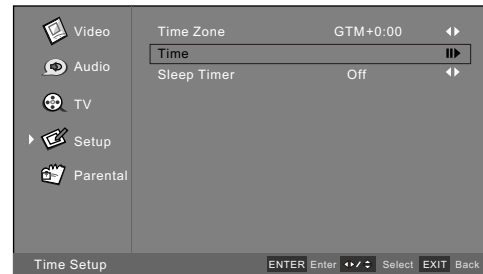 Video
Audio
TV
Setup
Parental
Time Zone GTM+0:00
Time
Sleep Timer Off
Time Setup ENTER Enter Select EXIT Back